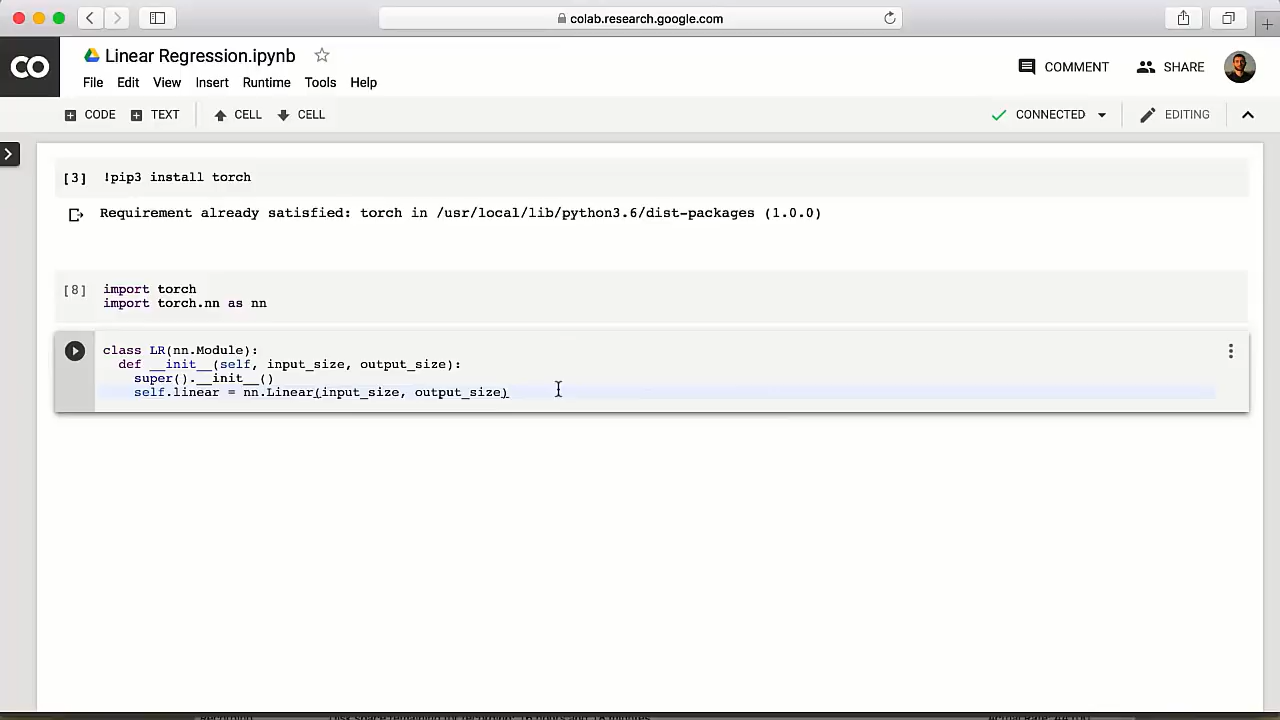 colab.research.google.com
CO
Linear Regression.ipynb
COMMENT
SHARE
File Edit View Insert Runtime Tools Help
CODE TEXT CELL CELL
CONNECTED
EDITING
[3] !pip3 install torch
Requirement already satisfied: torch in /usr/local/lib/python3.6/dist-packages (1.0.0)
[8] import torch
import torch.nn as nn
class LR(nn.Module):
def __init__(self, input_size, output_size):
super().__init__()
self.linear = nn.Linear(input_size, output_size)